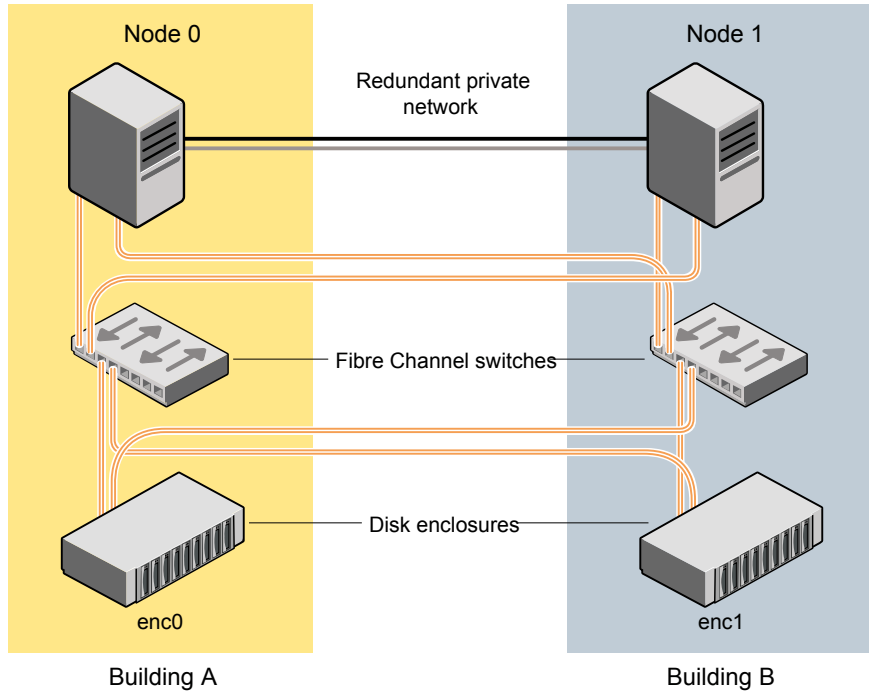 Node 0
Node 1
Redundant private
network
Fibre Channel switches
Disk enclosures
enc0
enc1
Building A
Building B